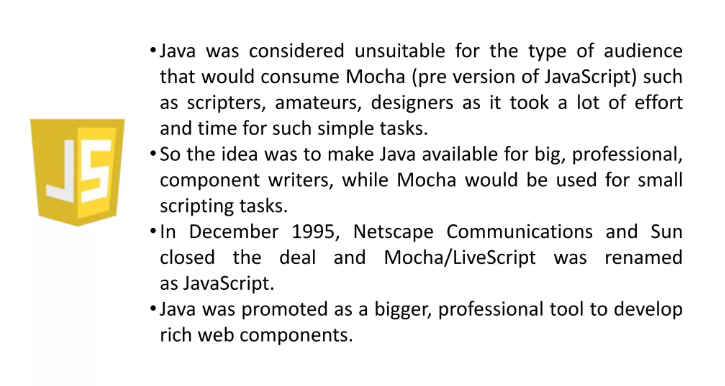 JS
•Java was considered unsuitable for the type of audience
that would consume Mocha (pre version of JavaScript) such
as scripters, amateurs, designers as it took a lot of effort
and time for such simple tasks.
•So the idea was to make Java available for big, professional,
component writers, while Mocha would be used for small
scripting tasks.
•In December 1995, Netscape Communications and Sun
closed the deal and Mocha/LiveScript was renamed
as JavaScript.
•Java was promoted as a bigger, professional tool to develop
rich web components.